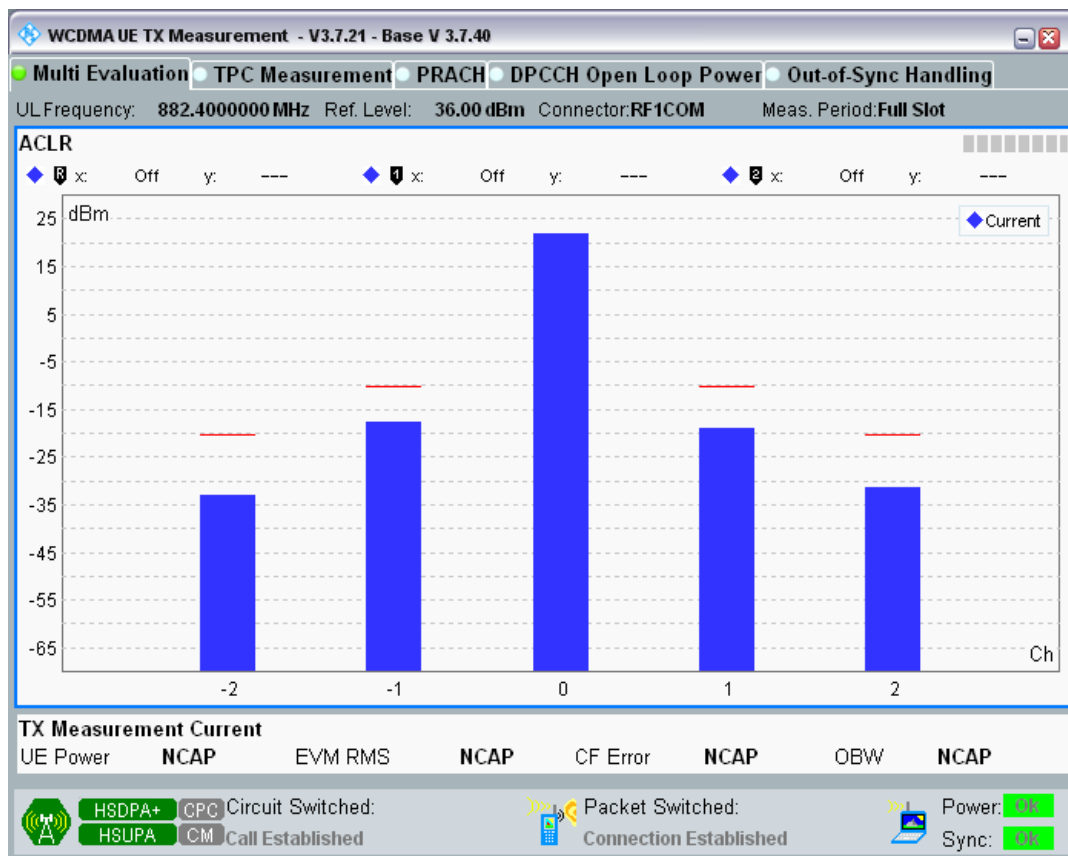 WCDMA UE TX Measurement - V3.7.21 - Base V 3.7.40
Multi Evaluation TPC Measurement PRACH DPCCH Open Loop Power Out-of-Sync Handling
UL Frequency: 882.4000000 MHz Ref. Level: 36.00 dBm Connector:RF1COM Meas. Period:Full Slot
ACLR
R x: Off y: --- 1 x: Off y: --- 2 x: Off y: ---
25 dBm
Current
15
5
-5
-15
-25
-35
-45
-55
-65
Ch
-2 -1 0 1 2
TX Measurement Current
UE Power NCAP EVM RMS NCAP CF Error NCAP OBW NCAP
HSDPA+ CPC Circuit Switched: Packet Switched: Power: OK
HSUPA CM Call Established Connection Established Sync: OK